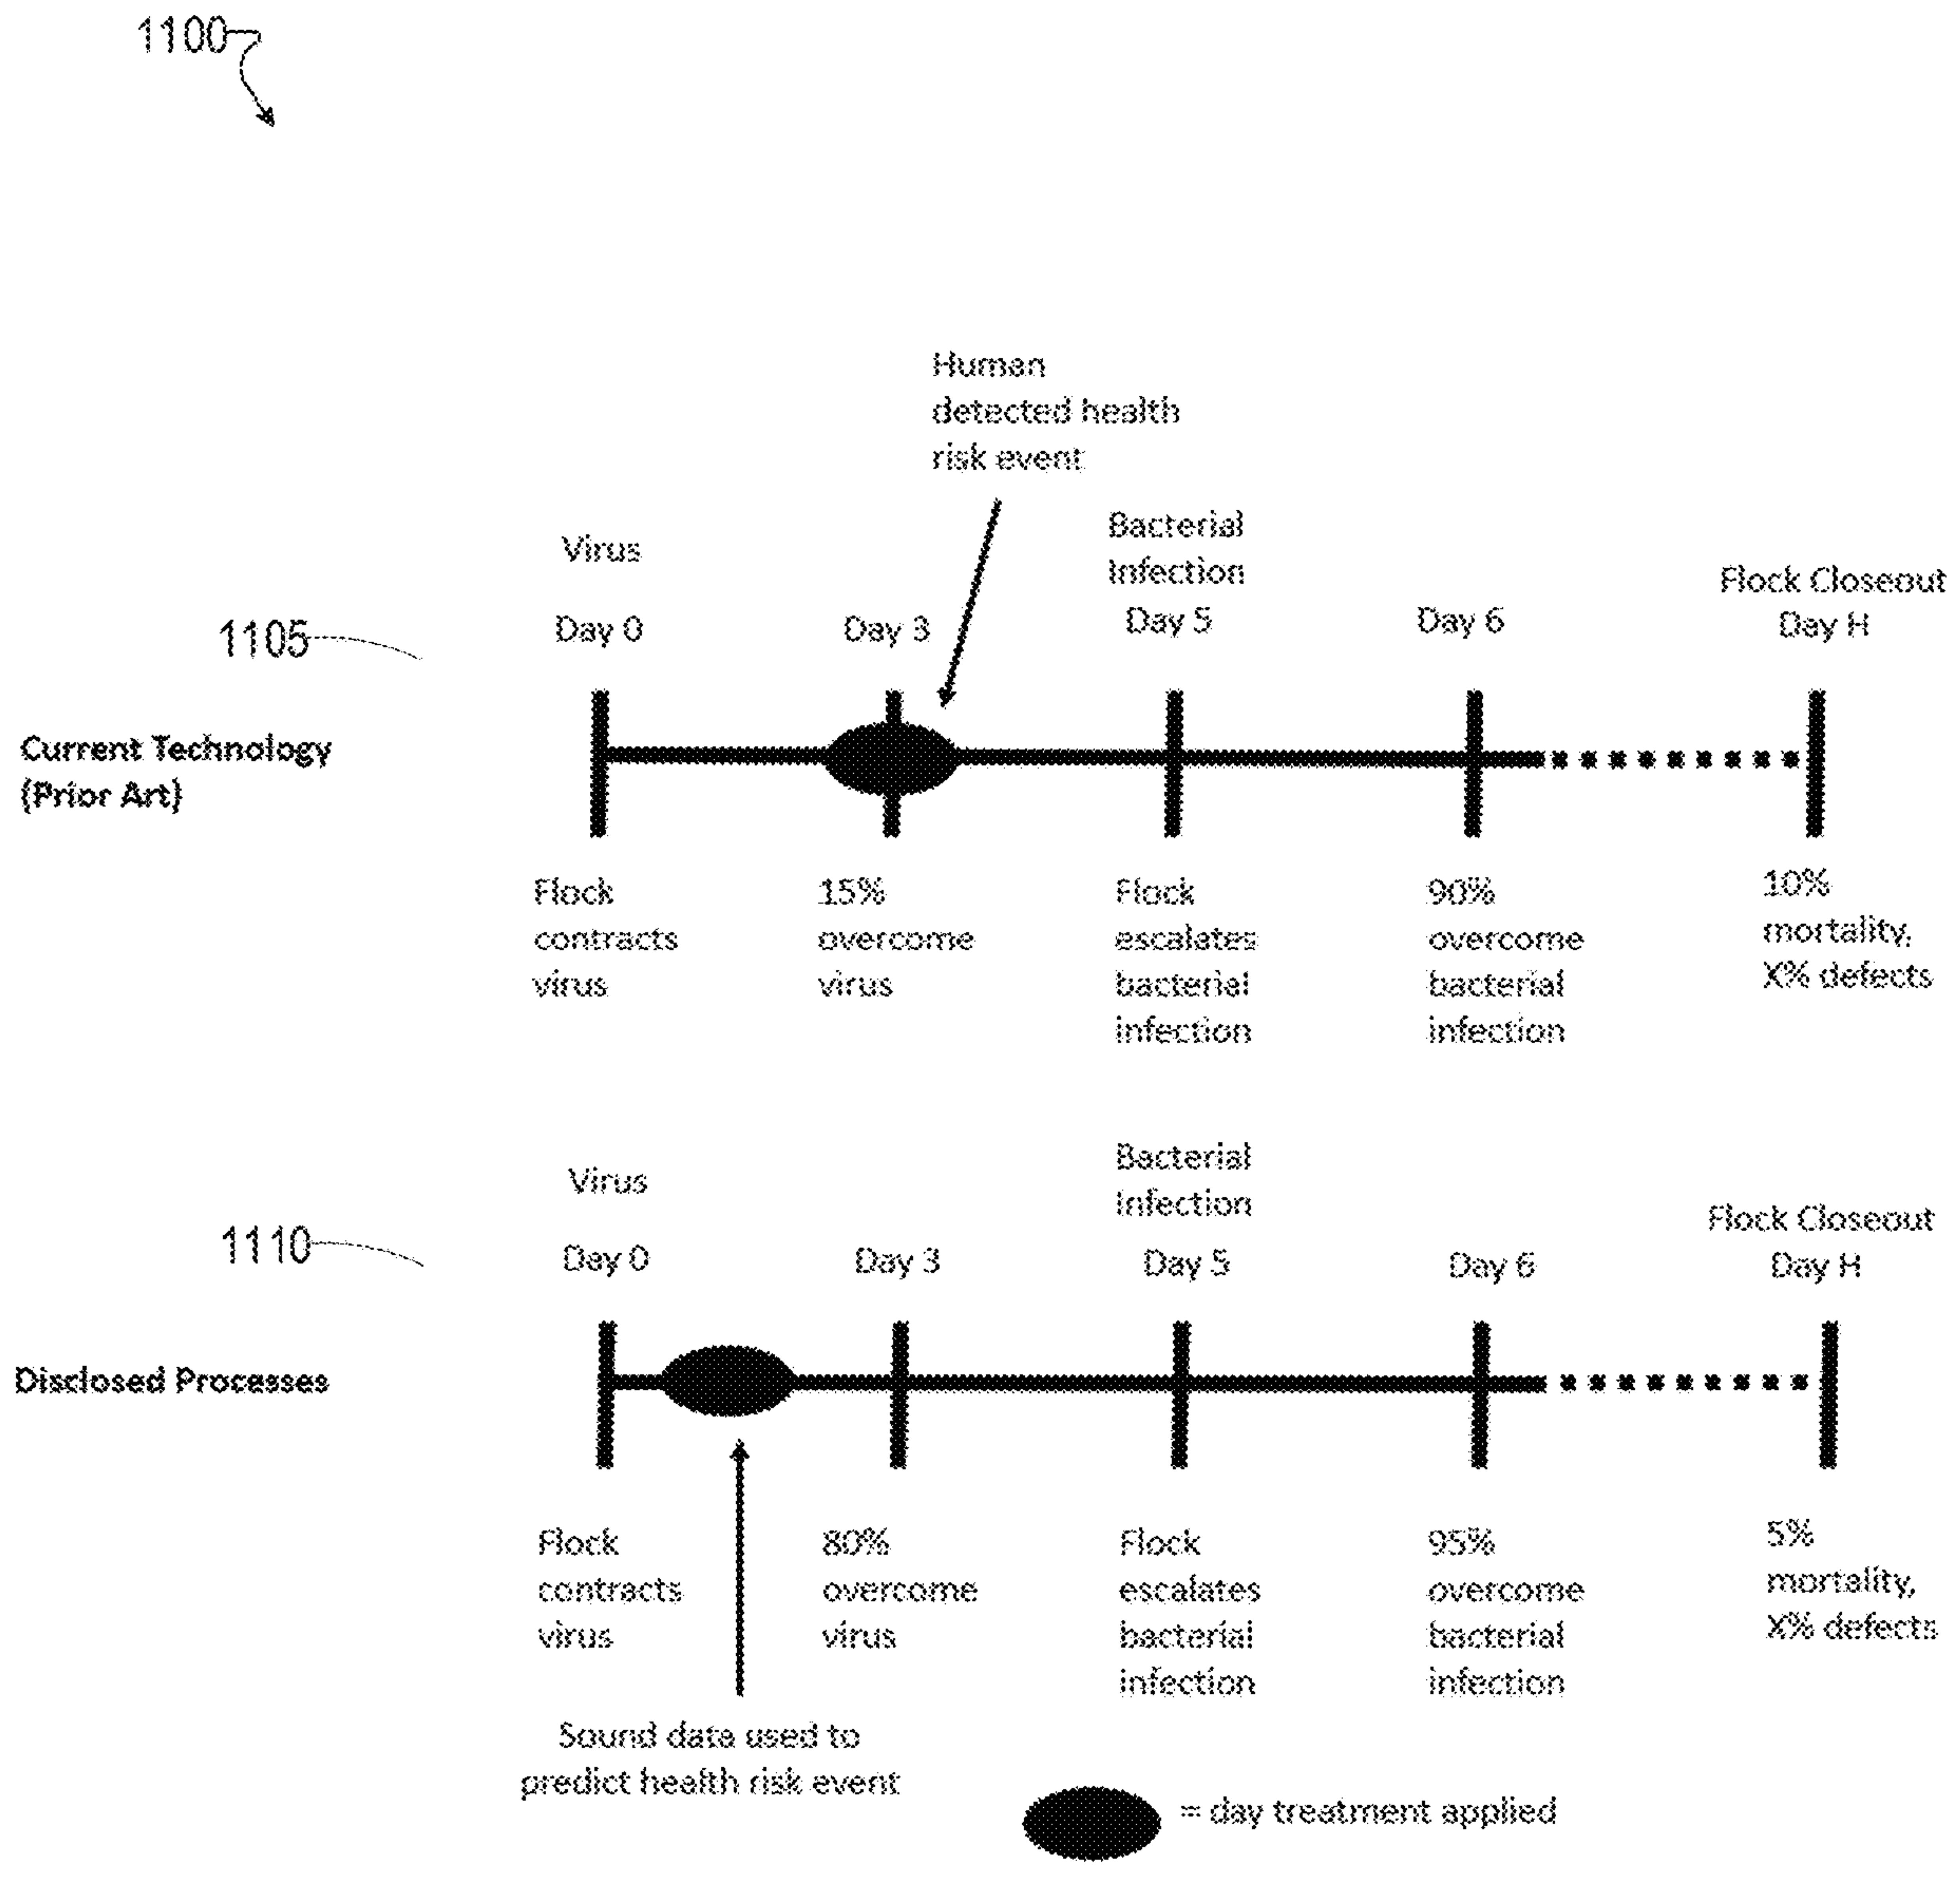 1100
Human
detected health
risk event
Virus
Bacterial
Infection
Flock Closeout
1105
Day 0
Day 3
Day 5
Day 6
Day H
Current Technology
(Prior Art)
Flock
contracts
virus
15%
overcome
virus
Flock
escalates
bacterial
infection
90%
overcome
bacterial
infection
10%
mortality,
X% defects
Virus
Bacterial
Infection
Flock Closeout
1110
Day 0
Day 3
Day 5
Day 6
Day H
Disclosed Processes
Flock
contracts
virus
80%
overcome
virus
Flock
escalates
bacterial
infection
95%
overcome
bacterial
infection
5%
mortality,
X% defects
Sound data used to
predict health risk event
= day treatment applied